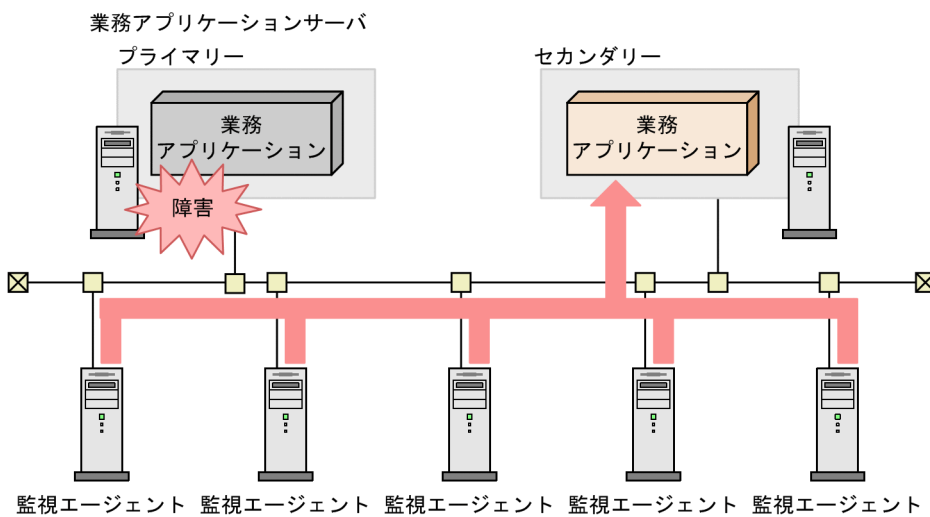 業務アプリケーションサーバ
プライマリー
セカンダリー
業務
アプリケーション
業務
アプリケーション
障害
監視エージェント
監視エージェント
監視エージェント
監視エージェント
監視エージェント